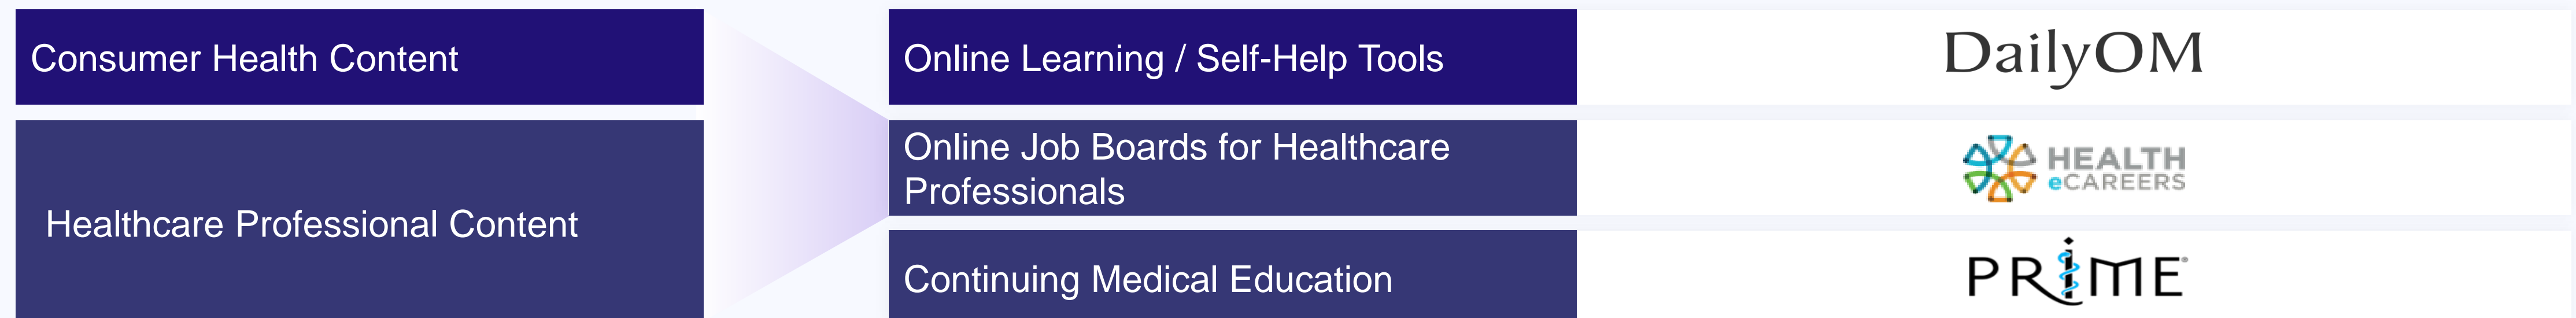 Consumer Health Content
Online Learning / Self-Help Tools
DailyOM
Healthcare Professional Content
Online Job Boards for Healthcare
Professionals
HEALTH
eCAREERS
Continuing Medical Education
PRIME®